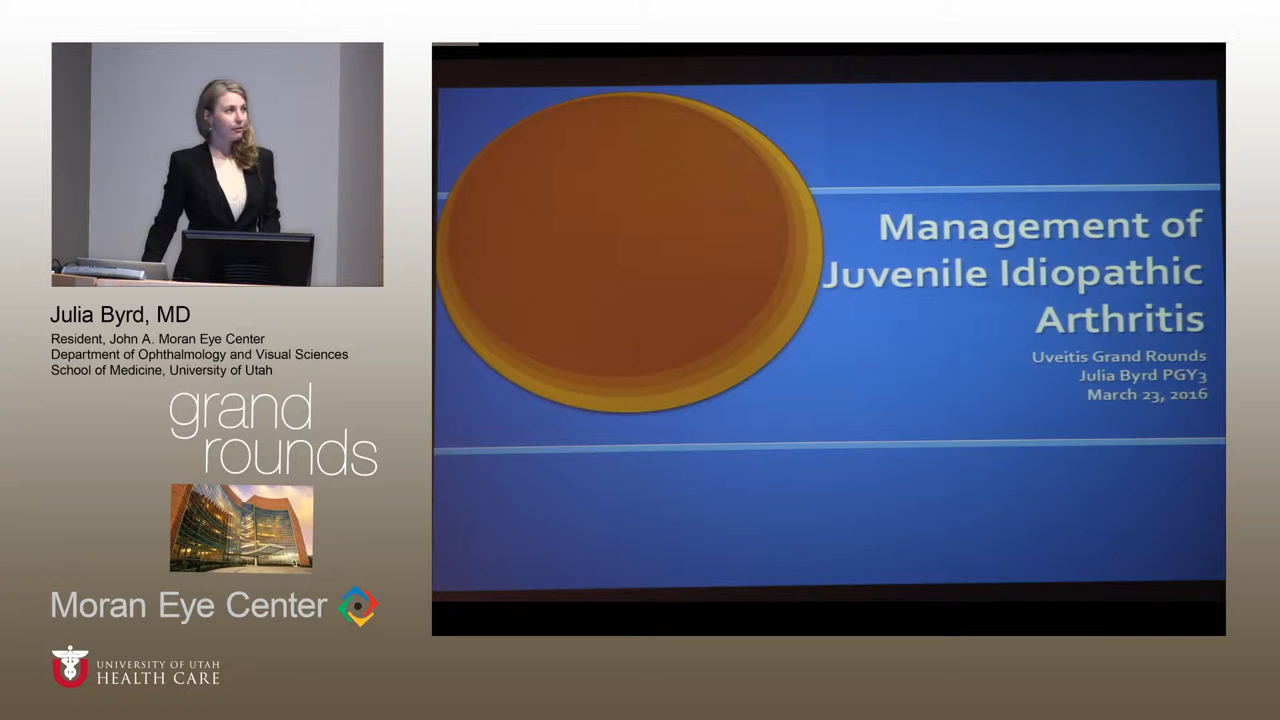 Julia Byrd, MD
Resident, John A. Moran Eye Center
Department of Ophthalmology and Visual Sciences
School of Medicine, University of Utah
grand
rounds
Moran Eye Center
UNIVERSITY OF UTAH
HEALTH CARE
Management of
Juvenile Idiopathic
Arthritis
Uveitis Grand Rounds
Julia Byrd PGY3
March 23, 2016